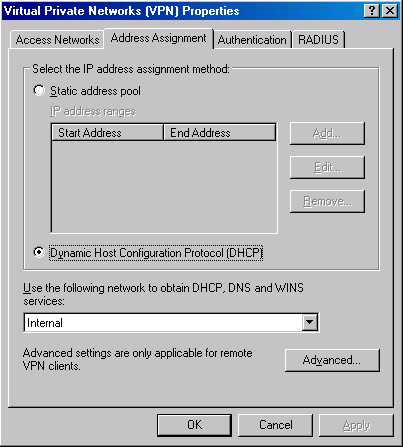 Virtual Private Networks (VPN) Properties
Access Networks Address Assignment Authentication RADIUS
Select the IP address assignment method:
Static address pool
IP address ranges
Start Address End Address
Add...
Edit...
Remove...
Dynamic Host Configuration Protocol (DHCP)
Use the following network to obtain DHCP, DNS and WINS
services:
Internal
Advanced settings are only applicable for remote
VPN clients.
Advanced...
OK Cancel Apply